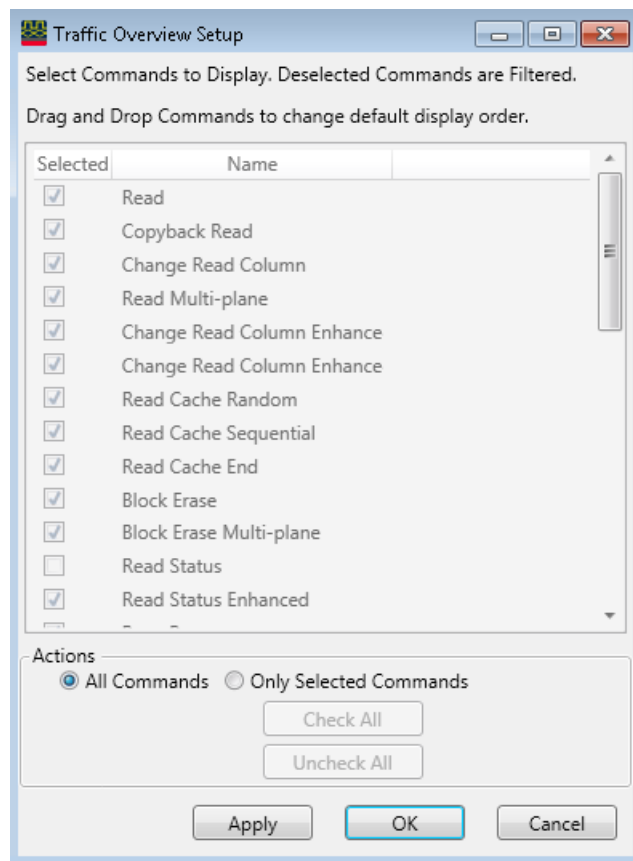 Traffic Overview Setup
Select Commands to Display. Deselected Commands are Filtered.
Drag and Drop Commands to change default display order.
Selected Name
Read
Copyback Read
Change Read Column
Read Multi-plane
Change Read Column Enhance
Change Read Column Enhance
Read Cache Random
Read Cache Sequential
Read Cache End
Block Erase
Block Erase Multi-plane
Read Status
Read Status Enhanced
Actions
All Commands Only Selected Commands
Check All
Uncheck All
Apply OK Cancel